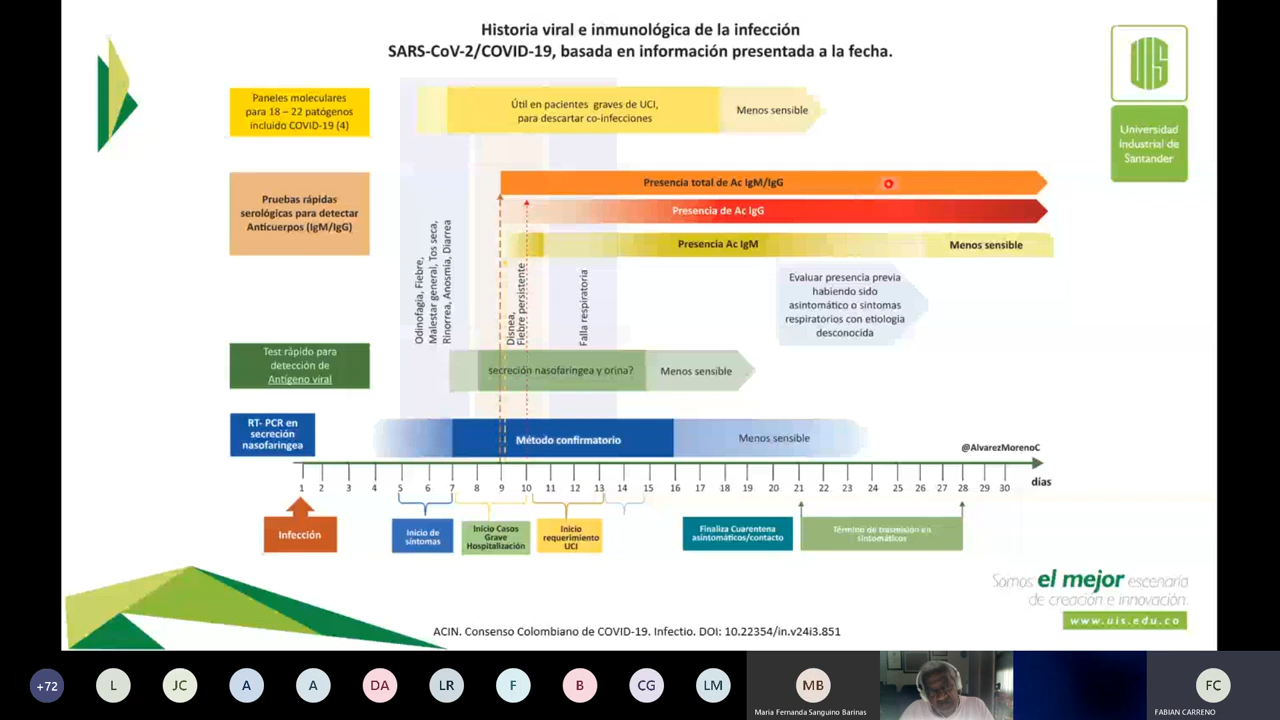 Historia viral e inmunológica de la infección
SARS-CoV-2/COVID-19, basada en información presentada a la fecha.
UIS
Universidad
Industrial de
Santander
Paneles moleculares
para 18 – 22 patógenos
incluido COVID-19 (4)
Útil en pacientes graves de UCI,
para descartar co-infecciones
Menos sensible
Pruebas rápidas
serológicas para detectar
Anticuerpos (IgM/IgG)
Presencia total de Ac IgM/IgG
Presencia de Ac IgG
Presencia Ac IgM
Menos sensible
Odinofagia, Fiebre,
Malestar general, Tos seca,
Rinorrea, Anosmia, Diarrea
Disnea,
Fiebre persistente
Falla respiratoria
Evaluar presencia previa
habiendo sido
asintomático o sintomas
respiratorios con etiología
desconocida
Test rápido para
detección de
Antígeno viral
secreción nasofaringea y orina?
Menos sensible
RT- PCR en
secreción
nasofaringea
Método confirmatorio
Menos sensible
@AlvarezMorenoC
1 2 3 4 5 6 7 8 9 10 11 12 13 14 15 16 17 18 19 20 21 22 23 24 25 26 27 28 29 30
días
Infección
Inicio de
síntomas
Inicio Casos
Grave
Hospitalización
Inicio
requerimiento
UCI
Finaliza Cuarentena
asintomáticos/contacto
Término de trasmisión en
sintomáticos
Somos el mejor escenario
de creación e innovación.
www.uis.edu.co
ACIN. Consenso Colombiano de COVID-19. Infectio. DOI: 10.22354/in.v24i3.851
+72 L JC A A DA LR F B CG LM MB FC
Maria Fernanda Sanguino Barinas
FABIAN CARRENO